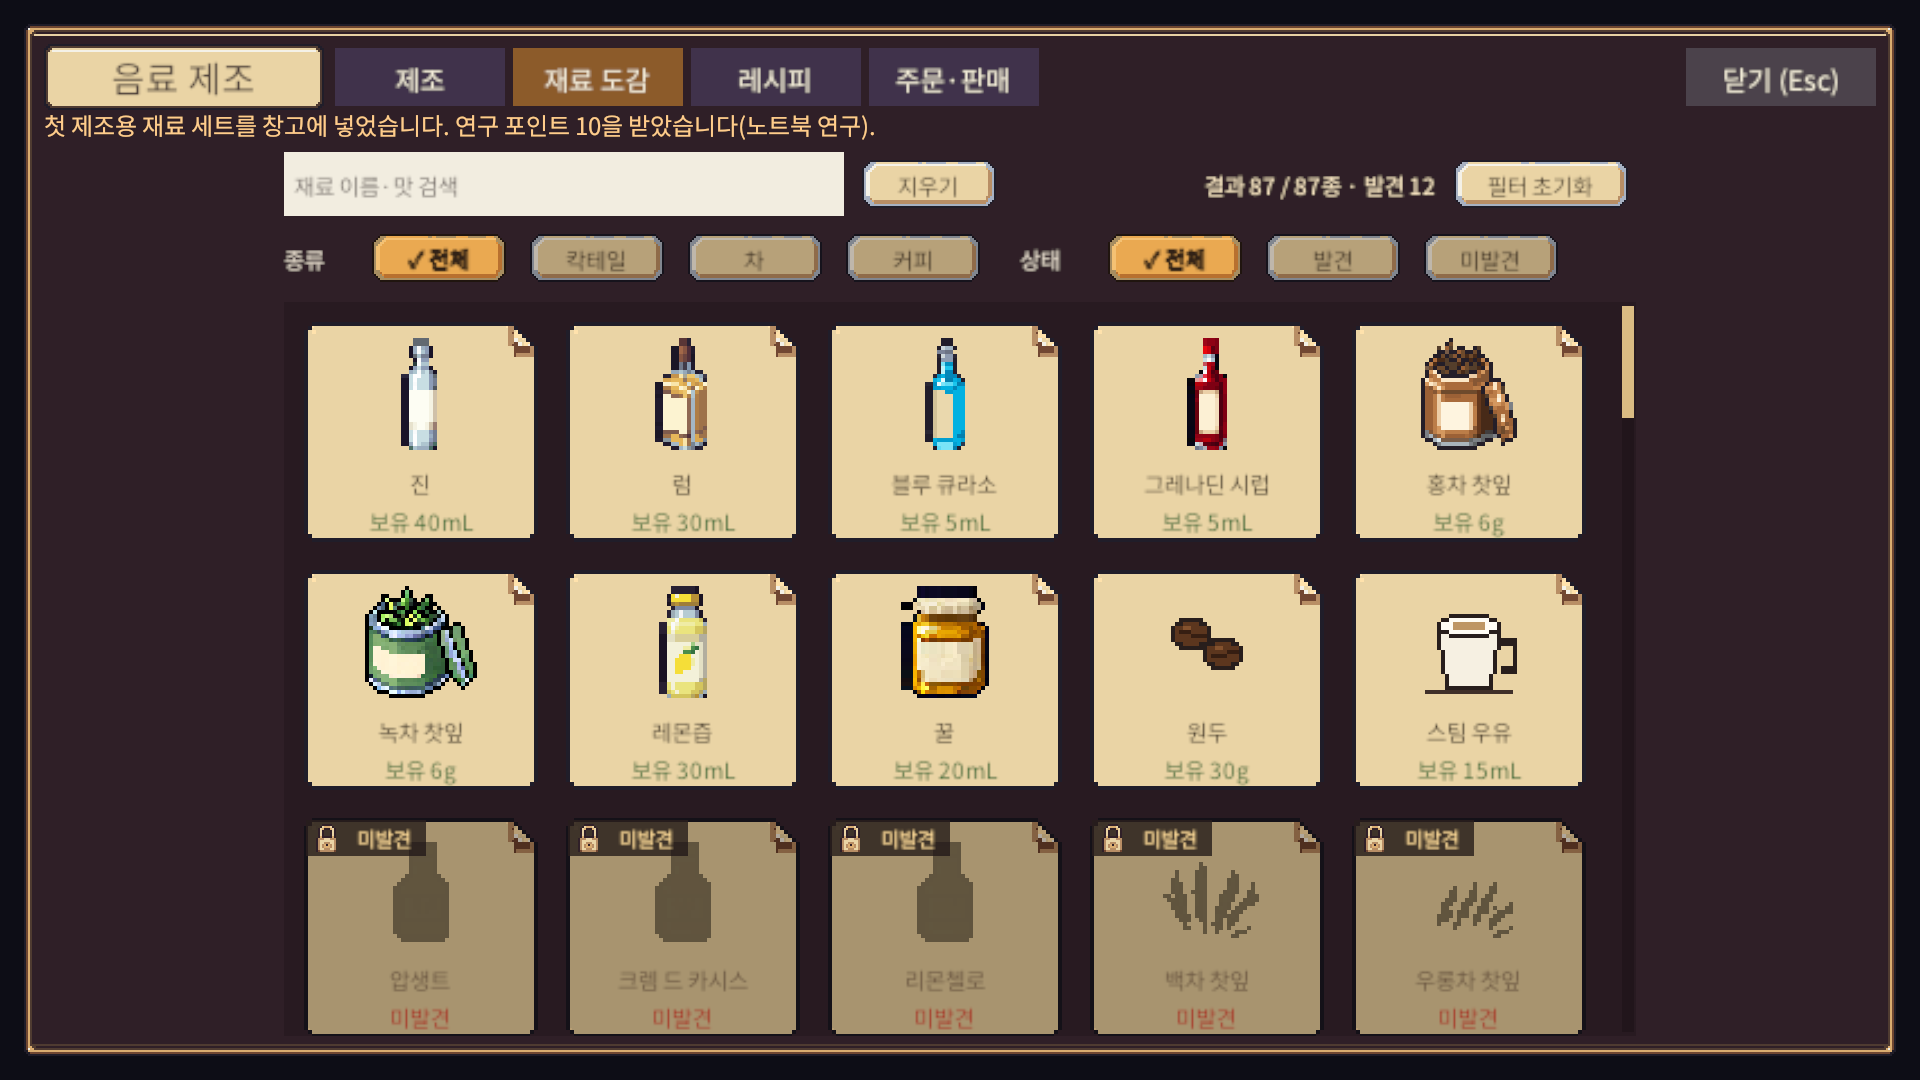 음료 제조
제조
재료 도감
레시피
주문·판매
닫기 (Esc)
첫 제조용 재료 세트를 창고에 넣었습니다. 연구 포인트 10을 받았습니다(노트북 연구).
재료 이름·맛 검색
지우기
결과 87 / 87종 · 발견 12
필터 초기화
종류
✓ 전체
칵테일
차
커피
상태
✓ 전체
발견
미발견
진
보유 40mL
럼
보유 30mL
블루 큐라소
보유 5mL
그레나딘 시럽
보유 5mL
홍차 찻잎
보유 6g
녹차 찻잎
보유 6g
레몬즙
보유 30mL
꿀
보유 20mL
원두
보유 30g
스팀 우유
보유 15mL
미발견
압생트
미발견
미발견
크렘 드 카시스
미발견
미발견
리몬첼로
미발견
미발견
백차 찻잎
미발견
미발견
우롱차 찻잎
미발견